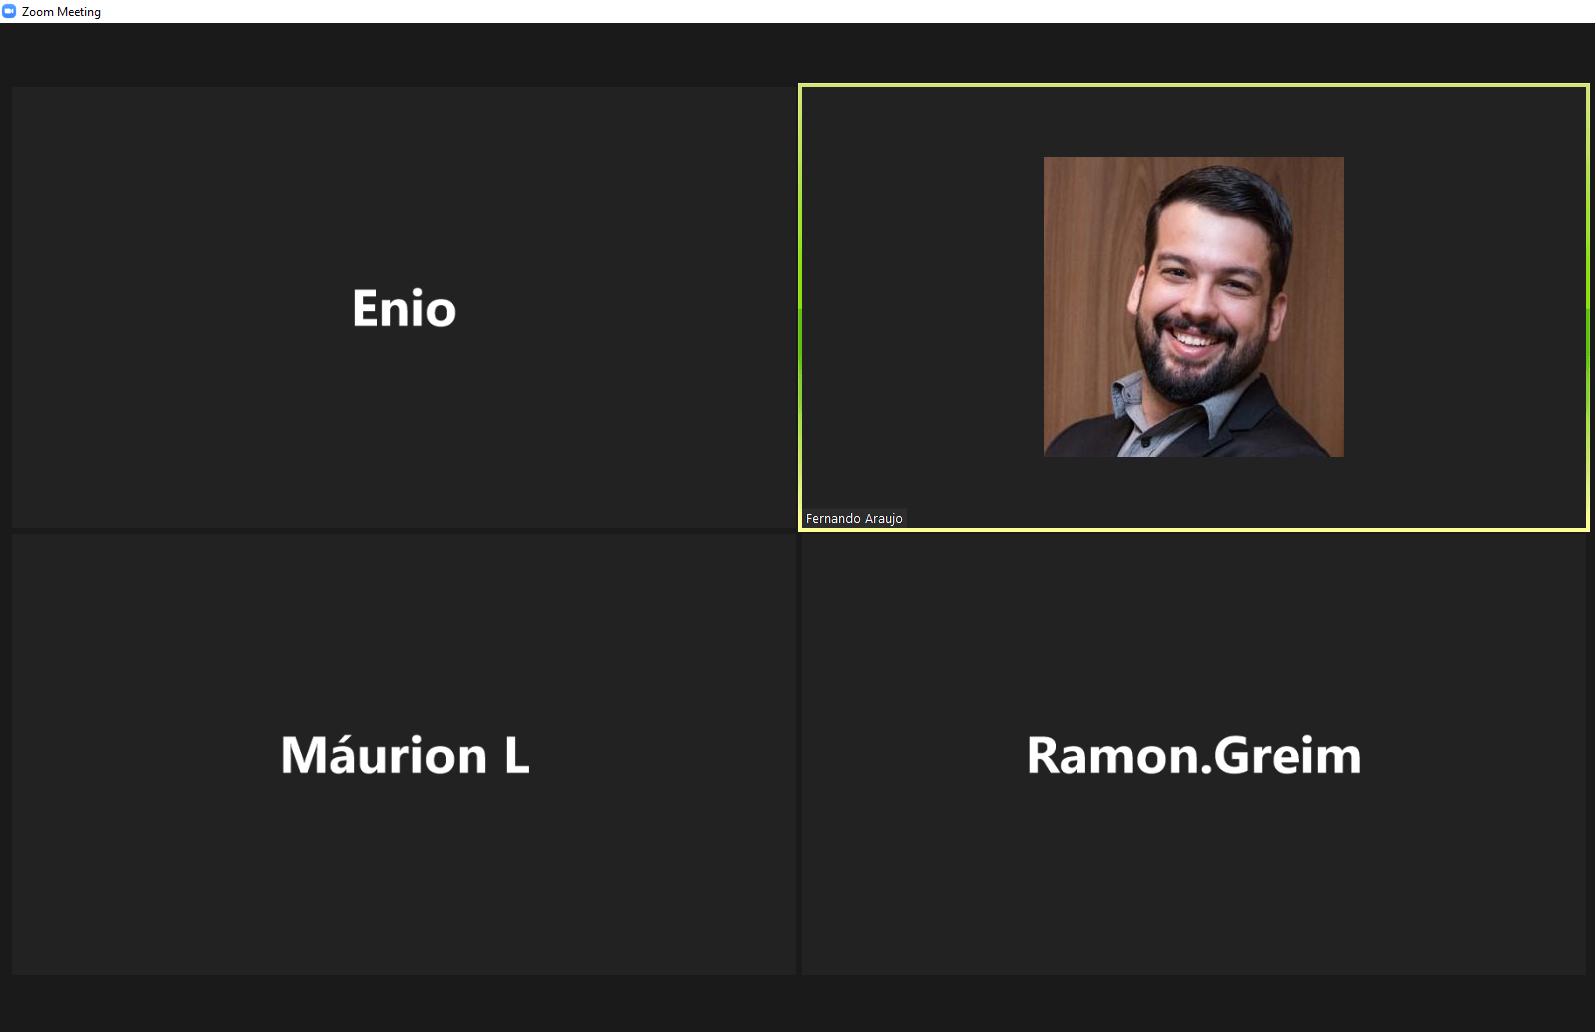 Zoom Meeting
Enio
Fernando Araujo
Máurion L
Ramon.Greim